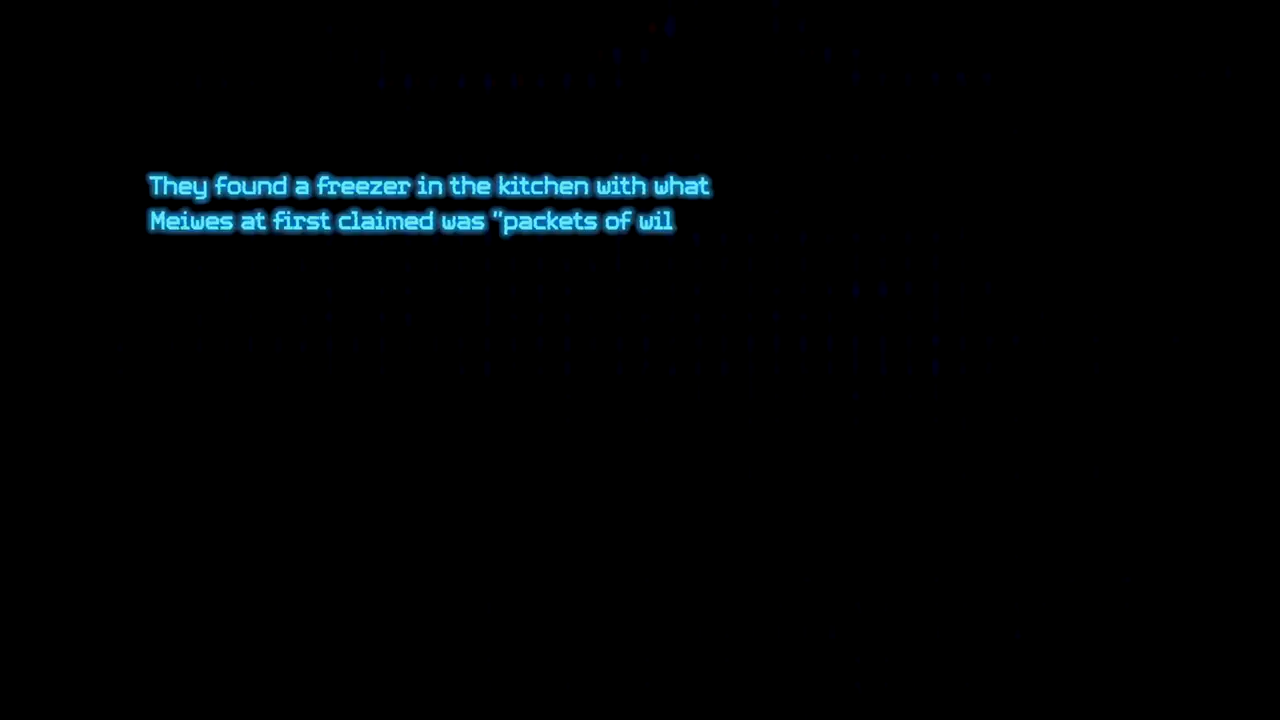 They found a freezer in the kitchen with what
Meiwes at first claimed was "packets of wil